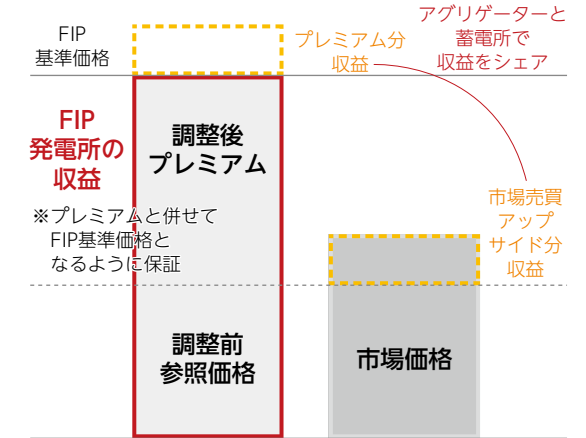 FIP
基準価格
プレミアム分
収益
アグリゲーターと
蓄電所で
収益をシェア
FIP
発電所の
収益
※プレミアムと併せて
FIP基準価格と
なるように保証
調整後
プレミアム
市場売買
アップ
サイド分
収益
調整前
参照価格
市場価格